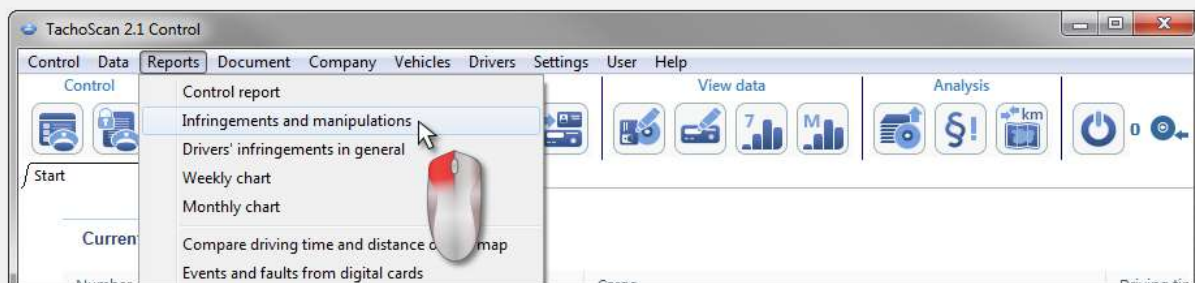 TachoScan 2.1 Control
Control Data Reports Document Company Vehicles Drivers Settings User Help
Control View data Analysis
Control report
Infringements and manipulations
7 M §! km 0
Drivers' infringements in general
Start
Weekly chart
Monthly chart
Compare driving time and distance map
Events and faults from digital cards